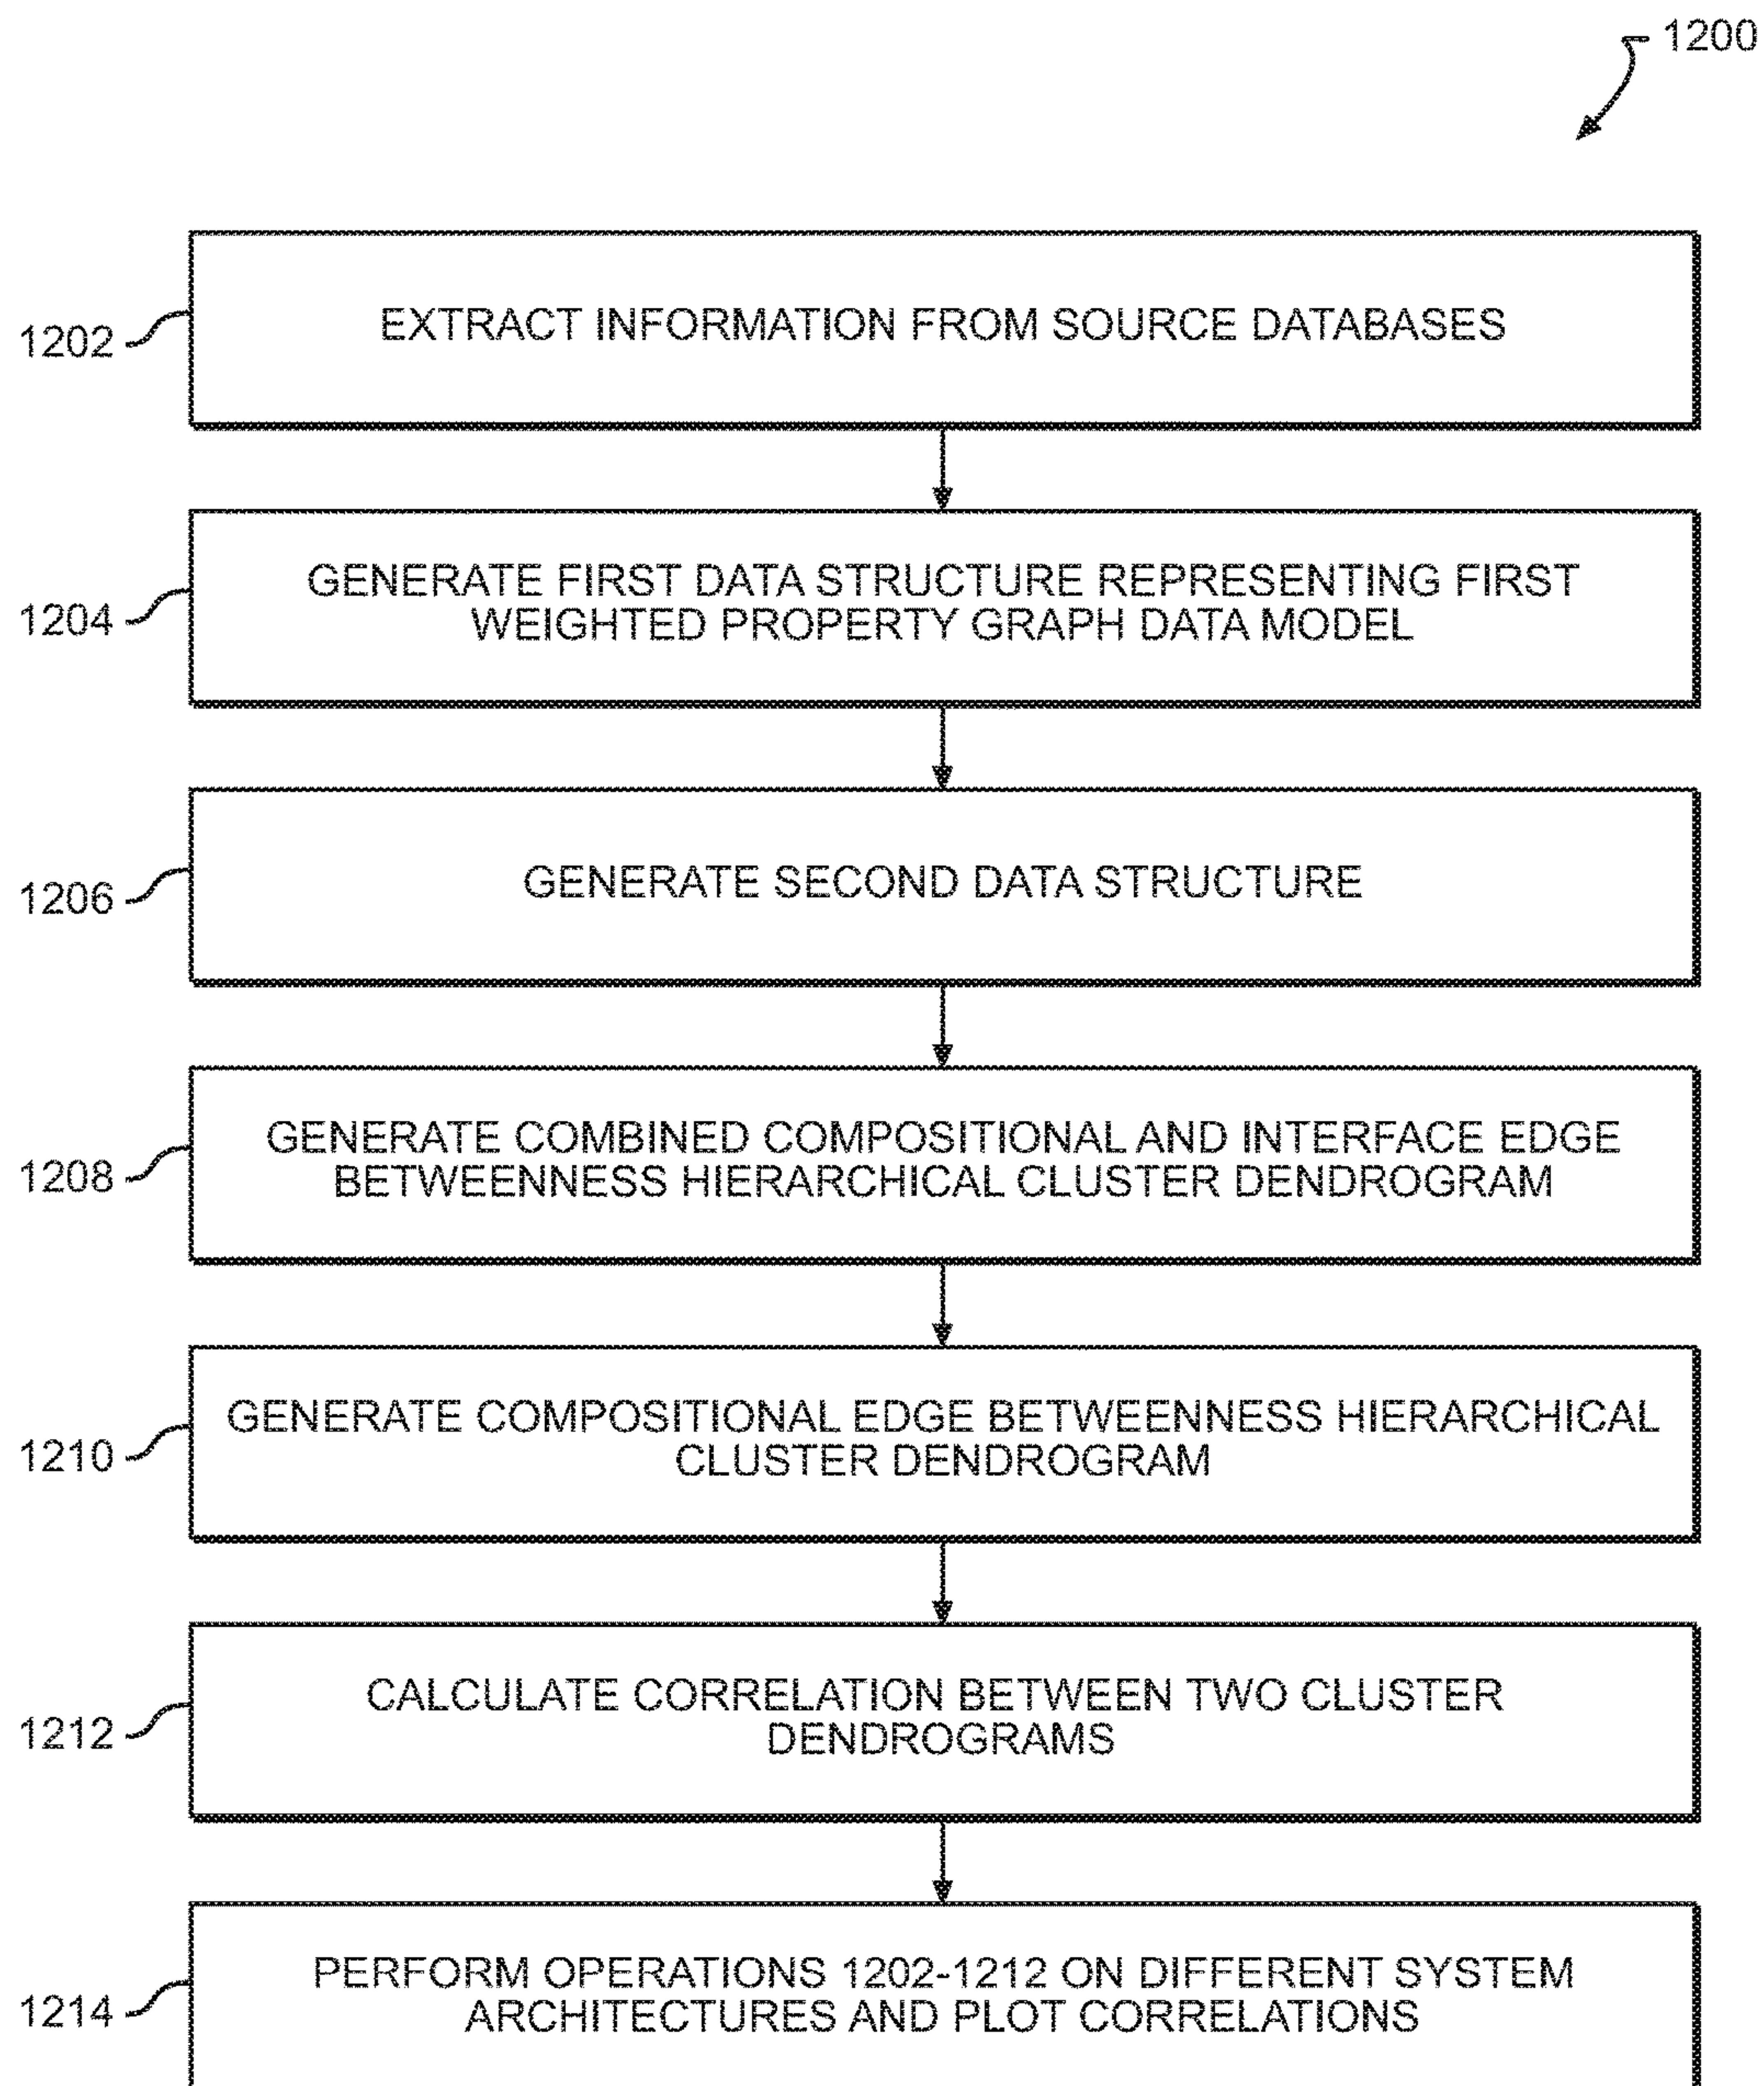 1200
1202
EXTRACT INFORMATION FROM SOURCE DATABASES
1204
GENERATE FIRST DATA STRUCTURE REPRESENTING FIRST
WEIGHTED PROPERTY GRAPH DATA MODEL
1206
GENERATE SECOND DATA STRUCTURE
1208
GENERATE COMBINED COMPOSITIONAL AND INTERFACE EDGE
BETWEENNESS HIERARCHICAL CLUSTER DENDROGRAM
1210
GENERATE COMPOSITIONAL EDGE BETWEENNESS HIERARCHICAL
CLUSTER DENDROGRAM
1212
CALCULATE CORRELATION BETWEEN TWO CLUSTER
DENDROGRAMS
1214
PERFORM OPERATIONS 1202-1212 ON DIFFERENT SYSTEM
ARCHITECTURES AND PLOT CORRELATIONS